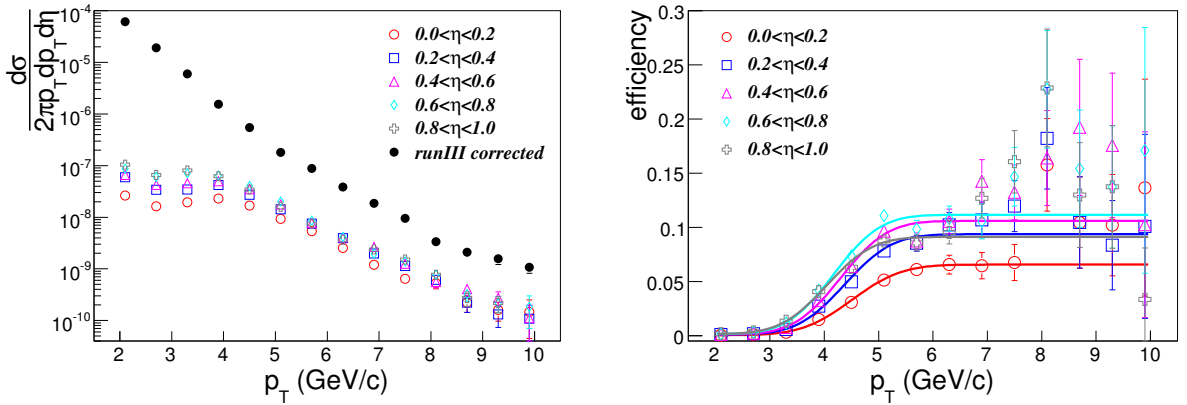 dσ
2πp_T dp_T dη
10^-4
10^-5
10^-6
10^-7
10^-8
10^-9
10^-10
0.0<η<0.2
0.2<η<0.4
0.4<η<0.6
0.6<η<0.8
0.8<η<1.0
runIII corrected
2 3 4 5 6 7 8 9 10
p_T (GeV/c)
efficiency
0.3
0.25
0.2
0.15
0.1
0.05
0
0.0<η<0.2
0.2<η<0.4
0.4<η<0.6
0.6<η<0.8
0.8<η<1.0
2 3 4 5 6 7 8 9 10
p_T (GeV/c)